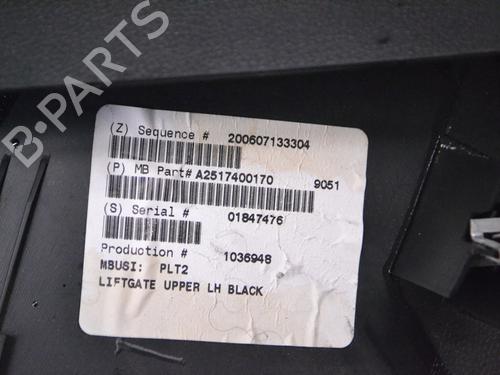 B-PARTS
(Z) Sequence # 200607133304
(P) MB Part# A2517400170 9051
(S) Serial # 01847476
Production # 1036948
MBUSI: PLT2
LIFTGATE UPPER LH BLACK